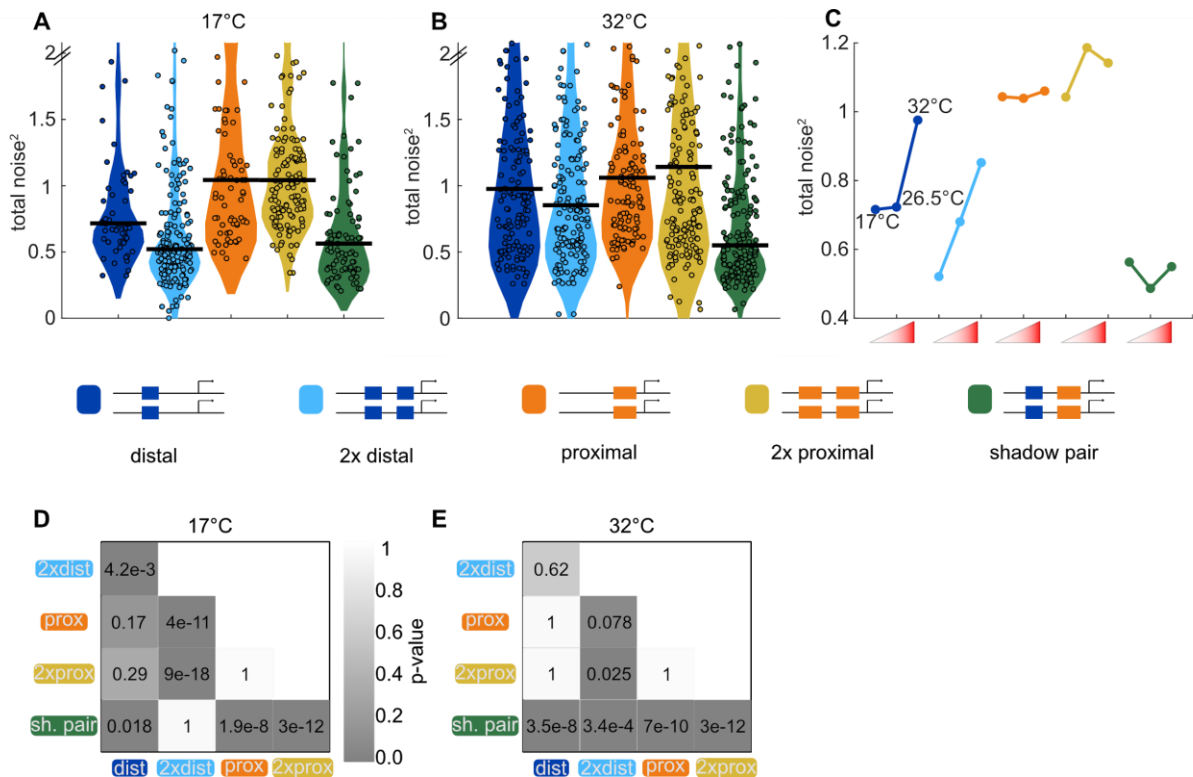 A 17°C
total noise²
2
1.5
1
0.5
0
B 32°C
total noise²
2
1.5
1
0.5
0
C
total noise²
1.2
1
0.8
0.6
0.4
32°C
26.5°C
17°C
distal
2x distal
proximal
2x proximal
shadow pair
D 17°C
2xdist 4.2e-3
prox 0.17 4e-11
2xprox 0.29 9e-18 1
sh. pair 0.018 1 1.9e-8 3e-12
dist 2xdist prox 2xprox
1
0.8
0.6
0.4
0.2
0.0
p-value
E 32°C
2xdist 0.62
prox 1 0.078
2xprox 1 0.025 1
sh. pair 3.5e-8 3.4e-4 7e-10 3e-12
dist 2xdist prox 2xprox